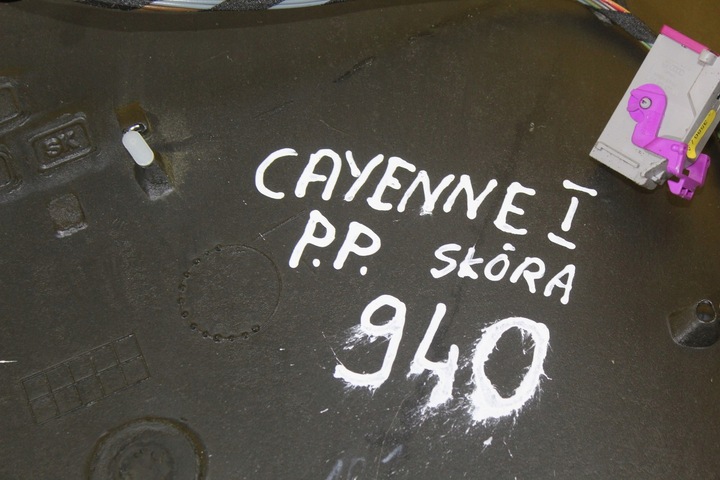 SK
CAYENNE I
P.P. SKÓRA
940